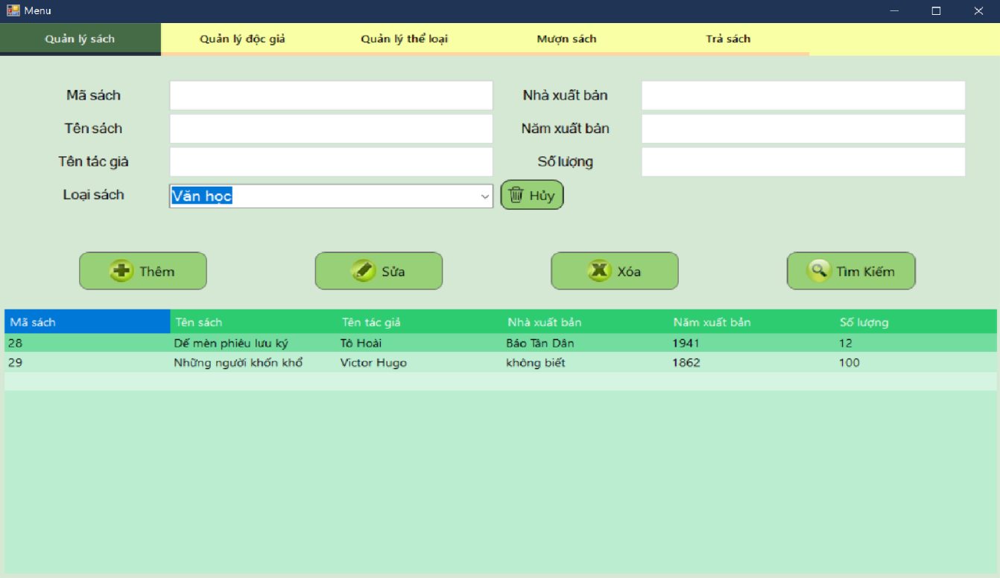 Menu
Quản lý sách Quản lý độc giả Quản lý thể loại Mượn sách Trả sách
Mã sách Nhà xuất bản
Tên sách Năm xuất bản
Tên tác giả Số lượng
Loại sách Văn học Hủy
Thêm Sửa Xóa Tìm Kiếm
Mã sách Tên sách Tên tác giả Nhà xuất bản Năm xuất bản Số lượng
28 Dế mèn phiêu lưu ký Tô Hoài Báo Tân Dân 1941 12
29 Những người khốn khổ Victor Hugo không biết 1862 100